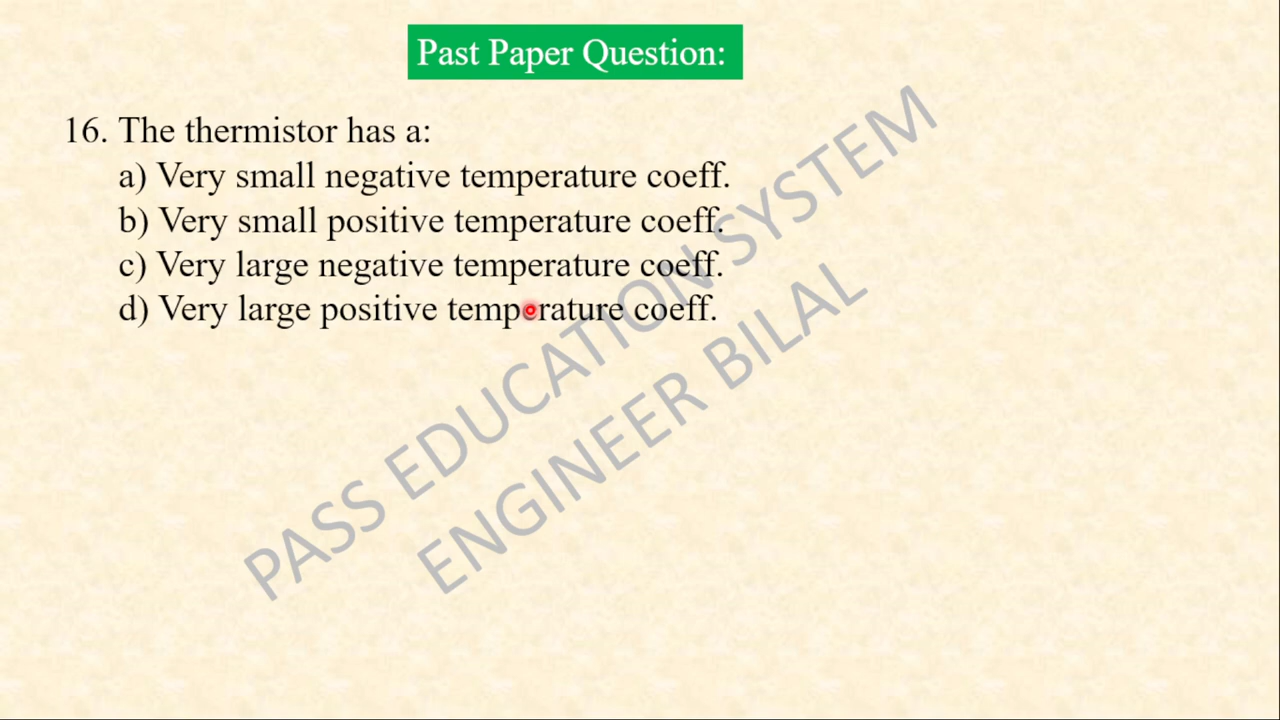 Past Paper Question:
16. The thermistor has a:
a) Very small negative temperature coeff.
b) Very small positive temperature coeff.
c) Very large negative temperature coeff.
d) Very large positive temperature coeff.
PASS EDUCATION SYSTEM
ENGINEER BILAL